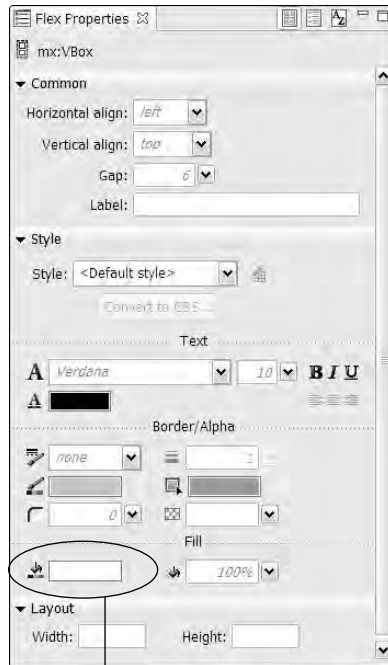 Flex Properties
mx:VBox
Common
Horizontal align: left
Vertical align: top
Gap: 6
Label:
Style
Style: <Default style>
Convert to CSS...
Text
A Verdana 10 B I U
A
Border/Alpha
none 1
0
Fill
100%
Layout
Width: Height: